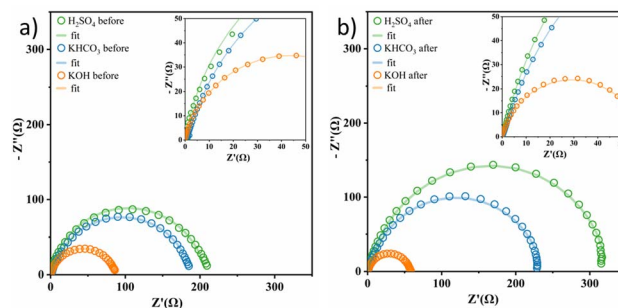 a)
H₂SO₄ before
fit
KHCO₃ before
fit
KOH before
fit
- Z''(Ω)
300
200
100
0
0 100 200 300
Z'(Ω)
- Z''(Ω)
50
40
30
20
10
0
0 10 20 30 40 50
Z'(Ω)
b)
H₂SO₄ after
fit
KHCO₃ after
fit
KOH after
fit
- Z''(Ω)
300
200
100
0
0 100 200 300
Z'(Ω)
- Z''(Ω)
50
40
30
20
10
0
0 10 20 30 40 50
Z'(Ω)